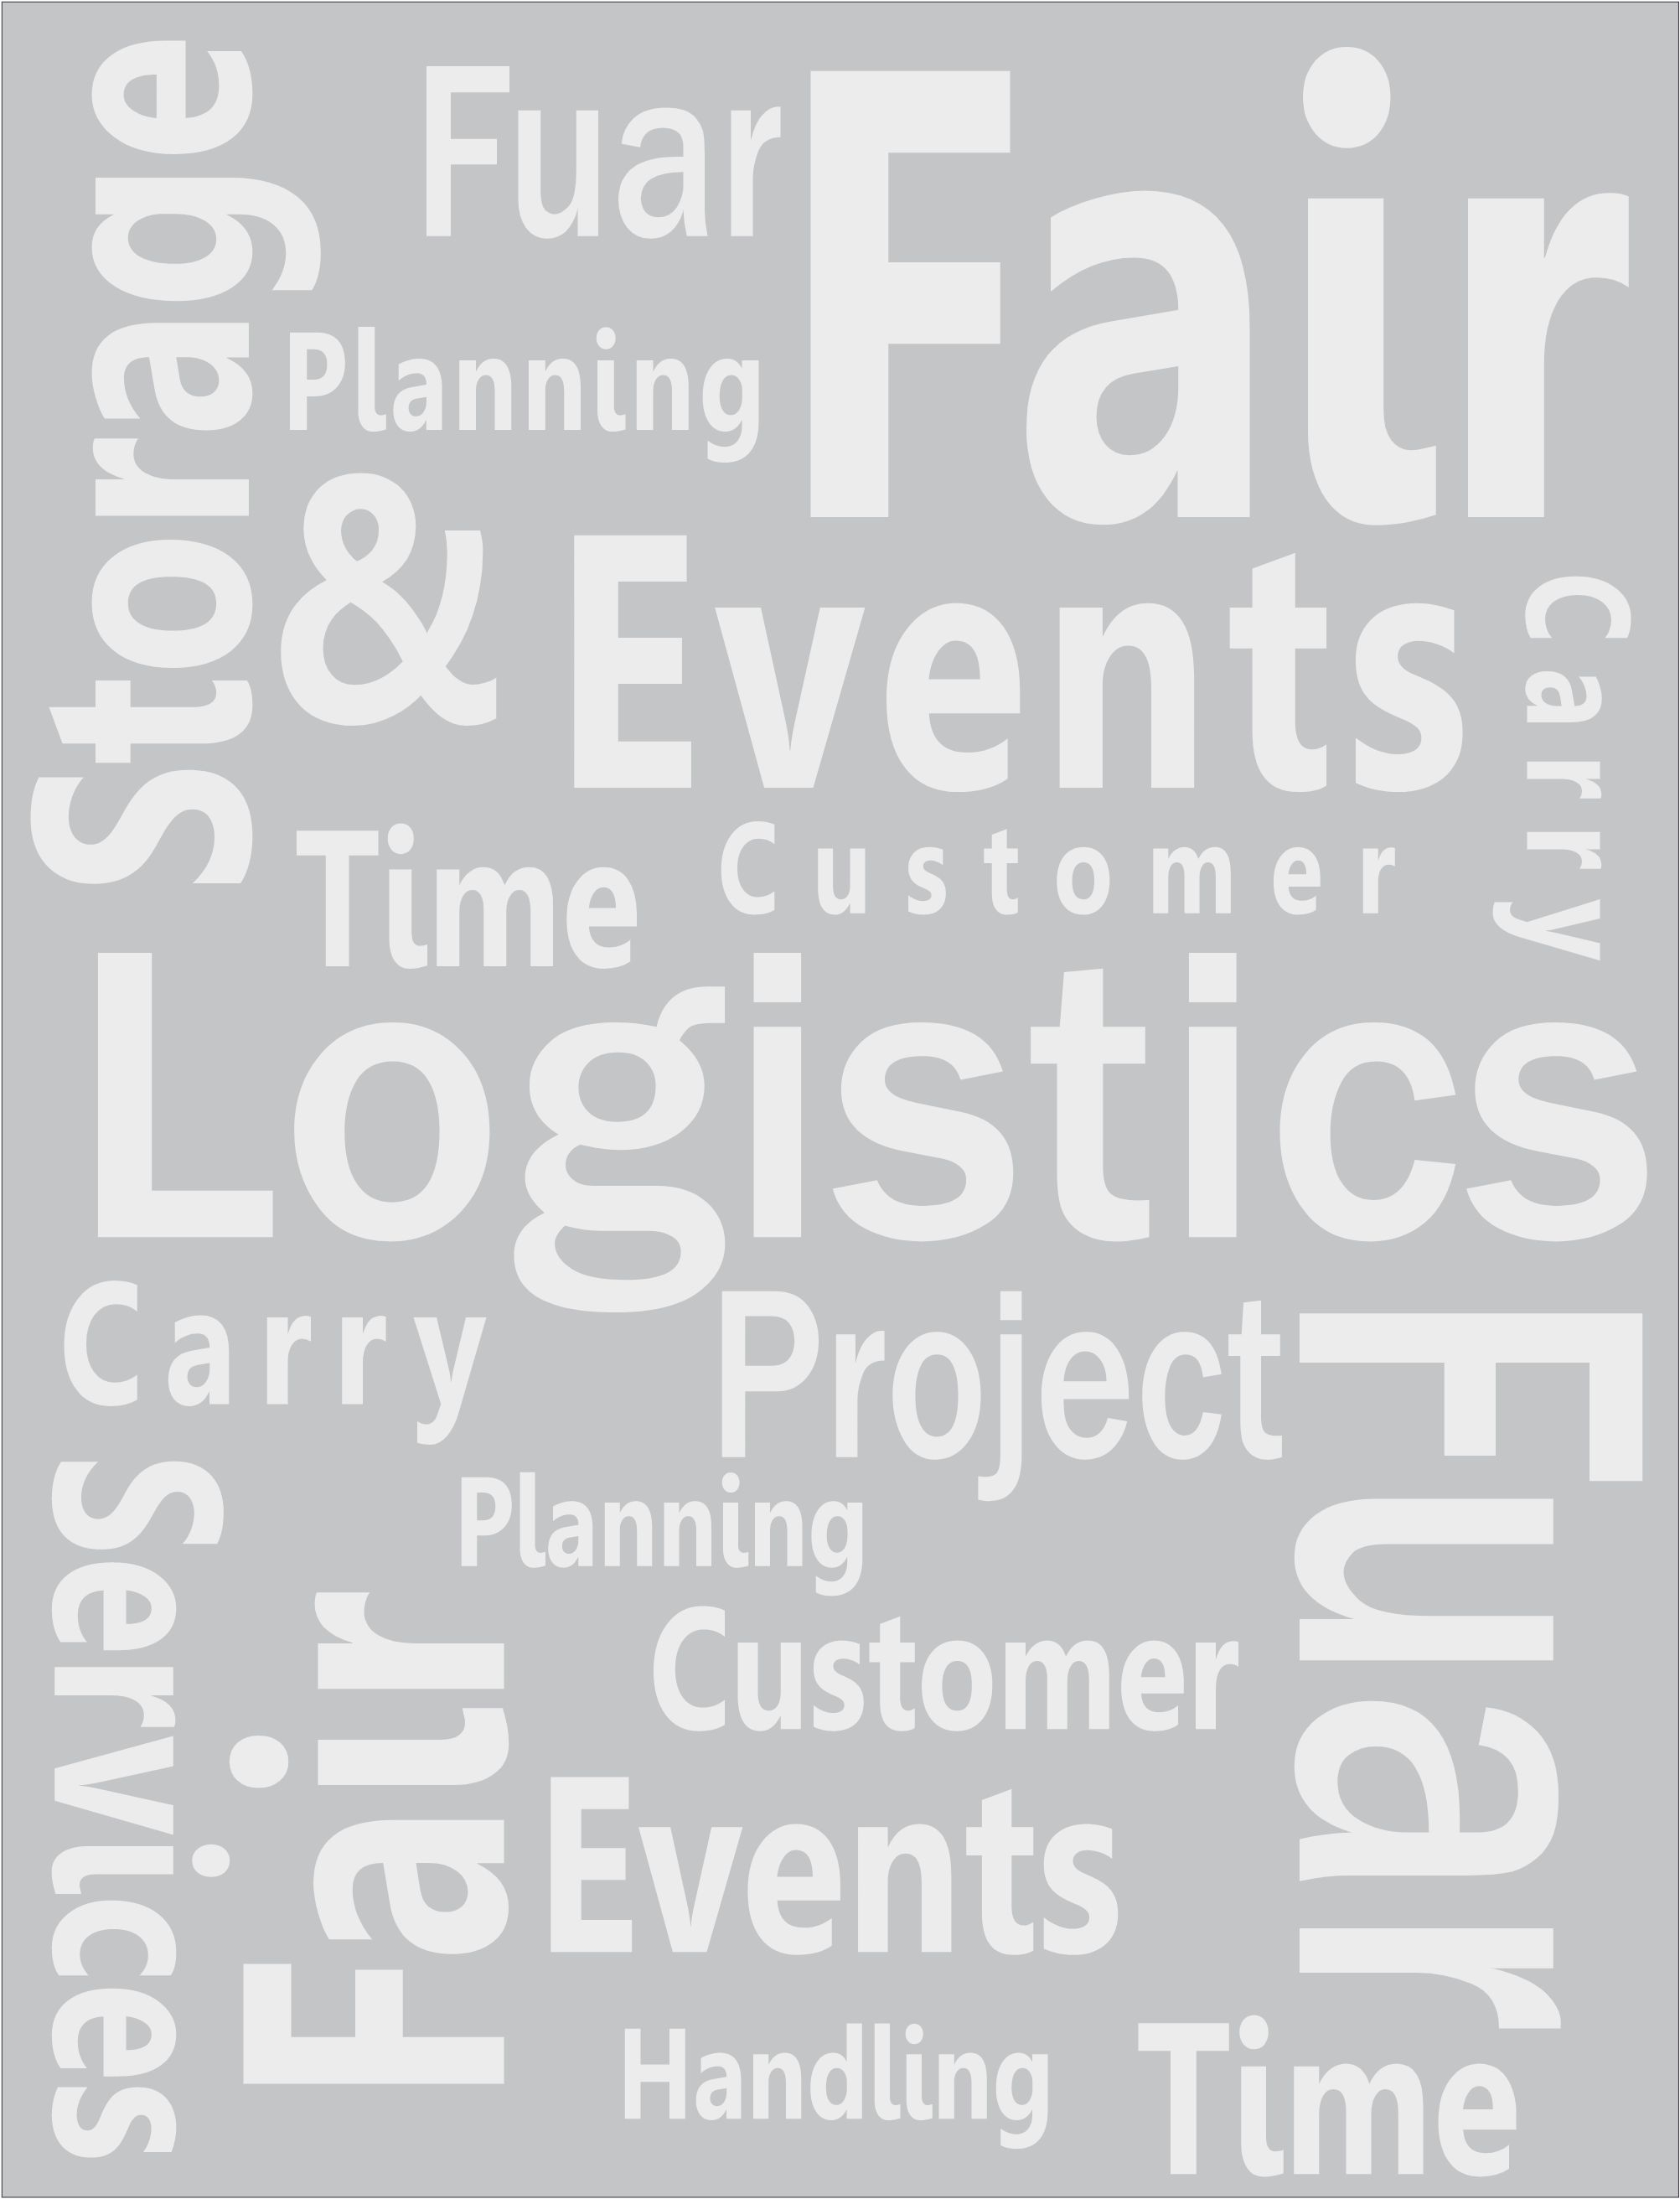 Storage
Fuar
Fair
Planning
& Events
Carry
Time
Customer
Logistics
Carry
Project
Fuar
Services
Planning
Fair
Customer
Events
Handling
Time